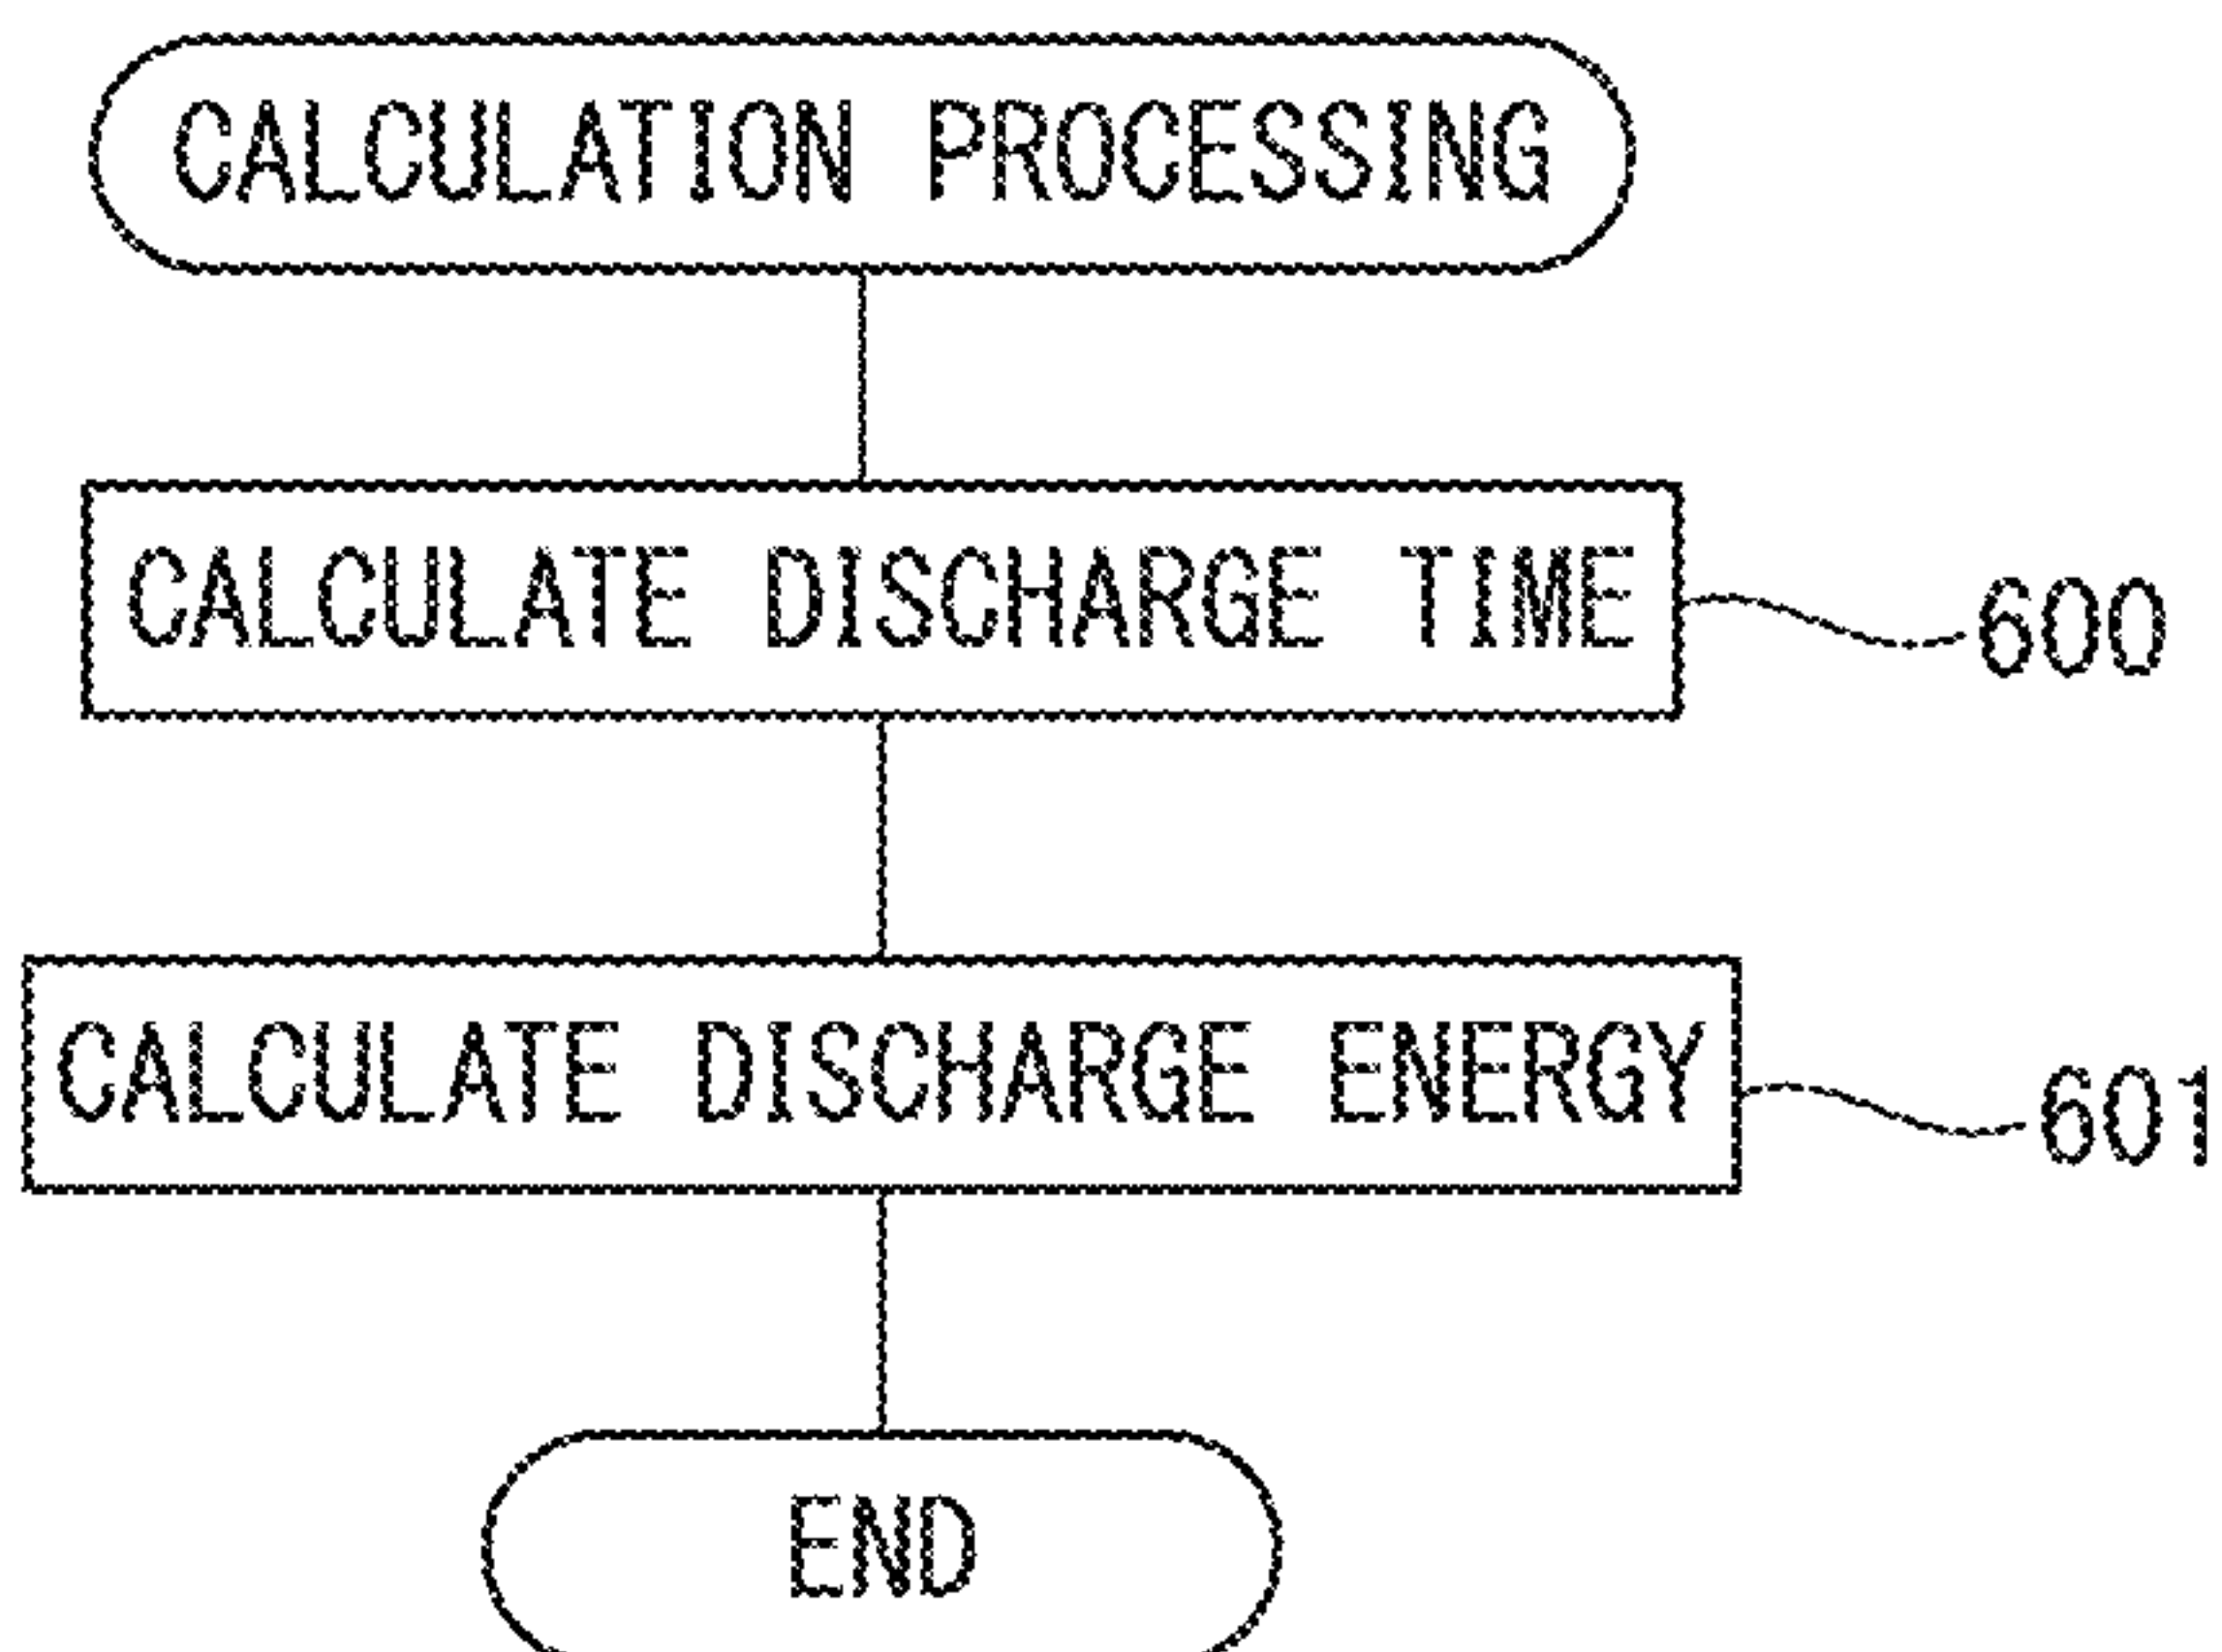 CALCULATION PROCESSING
CALCULATE DISCHARGE TIME
600
CALCULATE DISCHARGE ENERGY
601
END